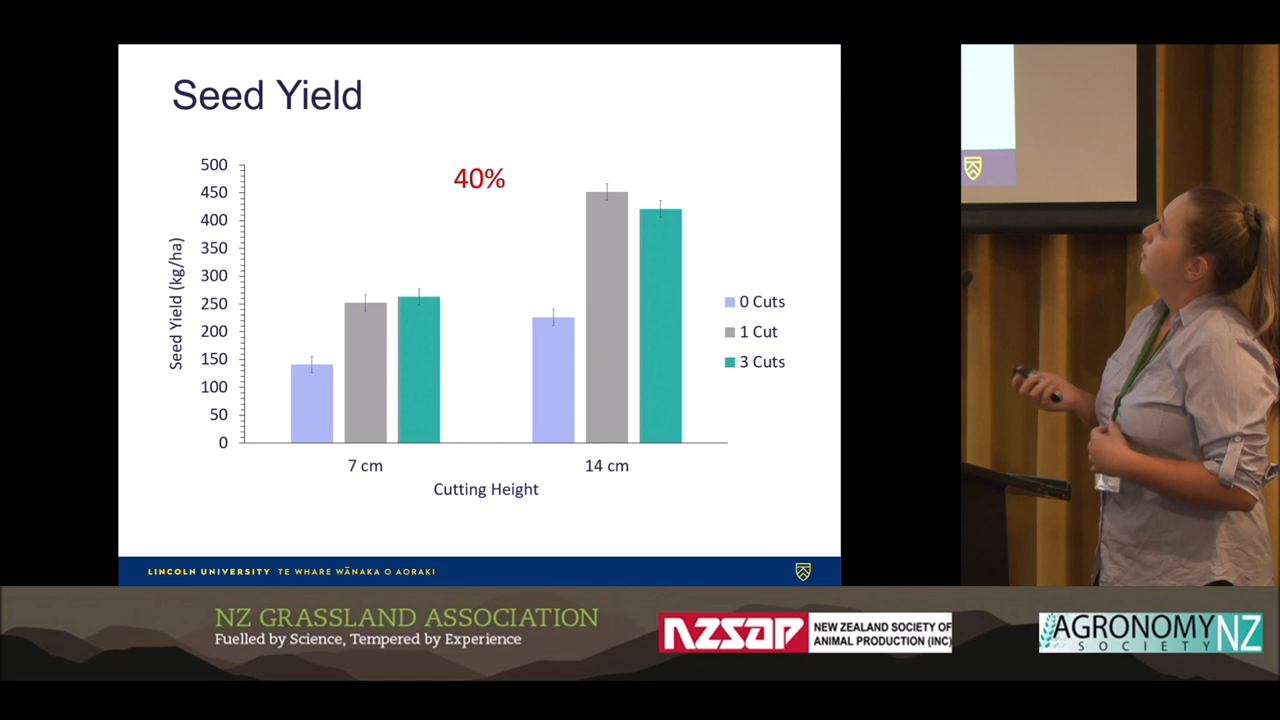 Seed Yield
40%
500
450
400
350
300
250
200
150
100
50
0
Seed Yield (kg/ha)
7 cm
14 cm
Cutting Height
0 Cuts
1 Cut
3 Cuts
LINCOLN UNIVERSITY TE WHARE WĀNAKA O AORAKI
NZ GRASSLAND ASSOCIATION
Fuelled by Science, Tempered by Experience
NZSAP
NEW ZEALAND SOCIETY OF
ANIMAL PRODUCTION (INC)
AGRONOMY NZ
SOCIETY